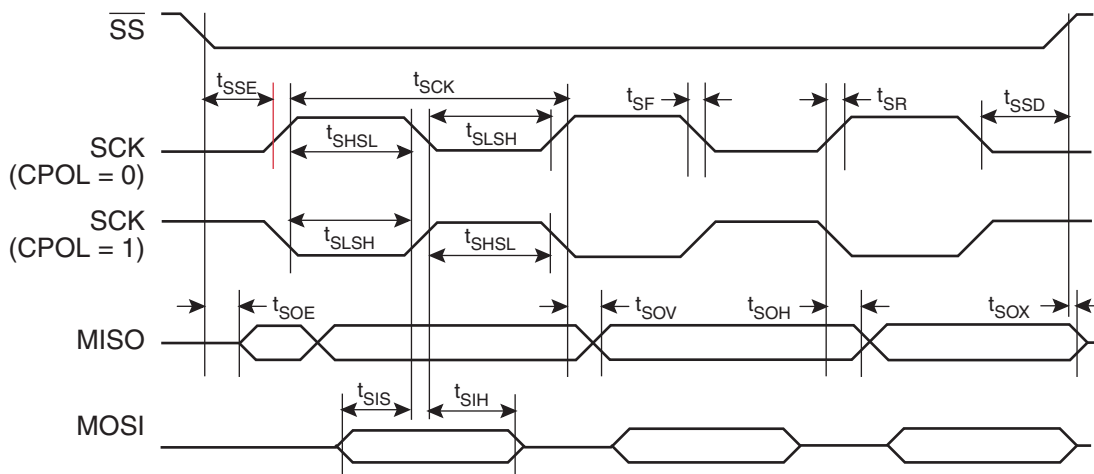 SS
tSSE
tSCK
tSF
tSR
tSSD
SCK
(CPOL = 0)
tSHSL
tSLSH
SCK
(CPOL = 1)
tSLSH
tSHSL
tSOE
tSOV
tSOH
tSOX
MISO
tSIS
tSIH
MOSI